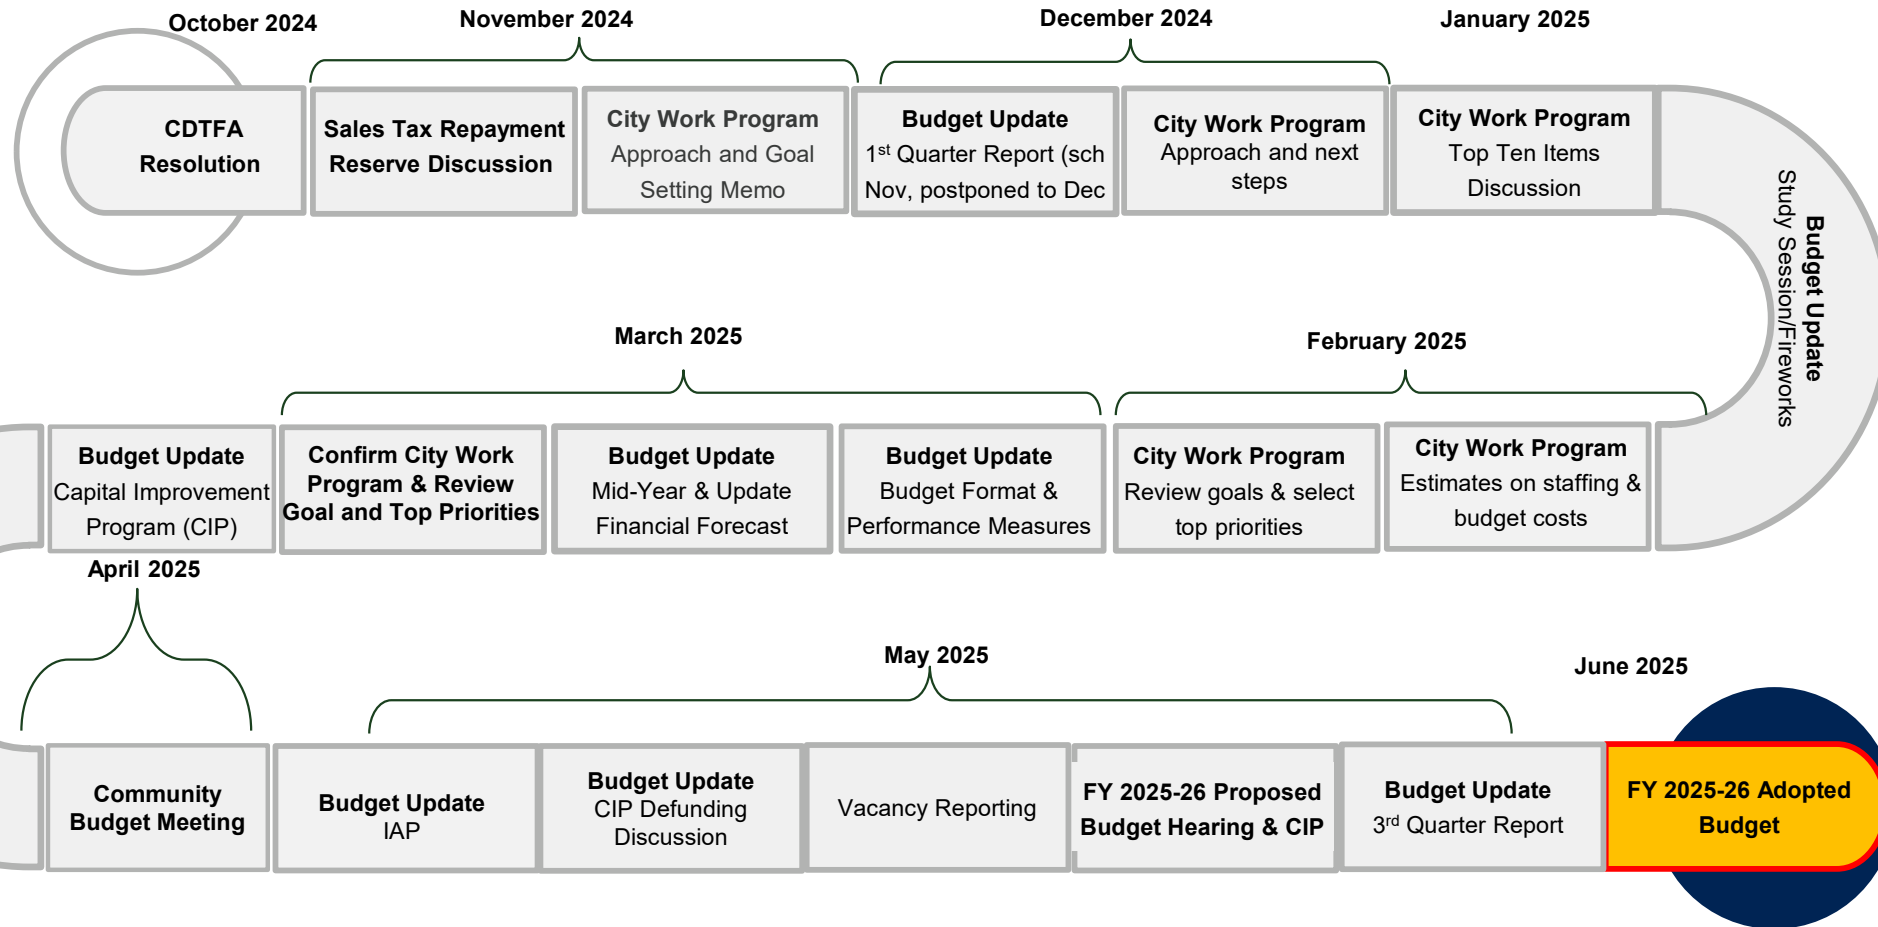 October 2024
November 2024
December 2024
January 2025
CDTFA
Resolution
Sales Tax Repayment
Reserve Discussion
City Work Program
Approach and Goal
Setting Memo
Budget Update
1st Quarter Report (sch
Nov, postponed to Dec
City Work Program
Approach and next
steps
City Work Program
Top Ten Items
Discussion
Budget Update
Study Session/Fireworks
March 2025
February 2025
Budget Update
Capital Improvement
Program (CIP)
Confirm City Work
Program & Review
Goal and Top Priorities
Budget Update
Mid-Year & Update
Financial Forecast
Budget Update
Budget Format &
Performance Measures
City Work Program
Review goals & select
top priorities
City Work Program
Estimates on staffing &
budget costs
April 2025
May 2025
June 2025
Community
Budget Meeting
Budget Update
IAP
Budget Update
CIP Defunding
Discussion
Vacancy Reporting
FY 2025-26 Proposed
Budget Hearing & CIP
Budget Update
3rd Quarter Report
FY 2025-26 Adopted
Budget